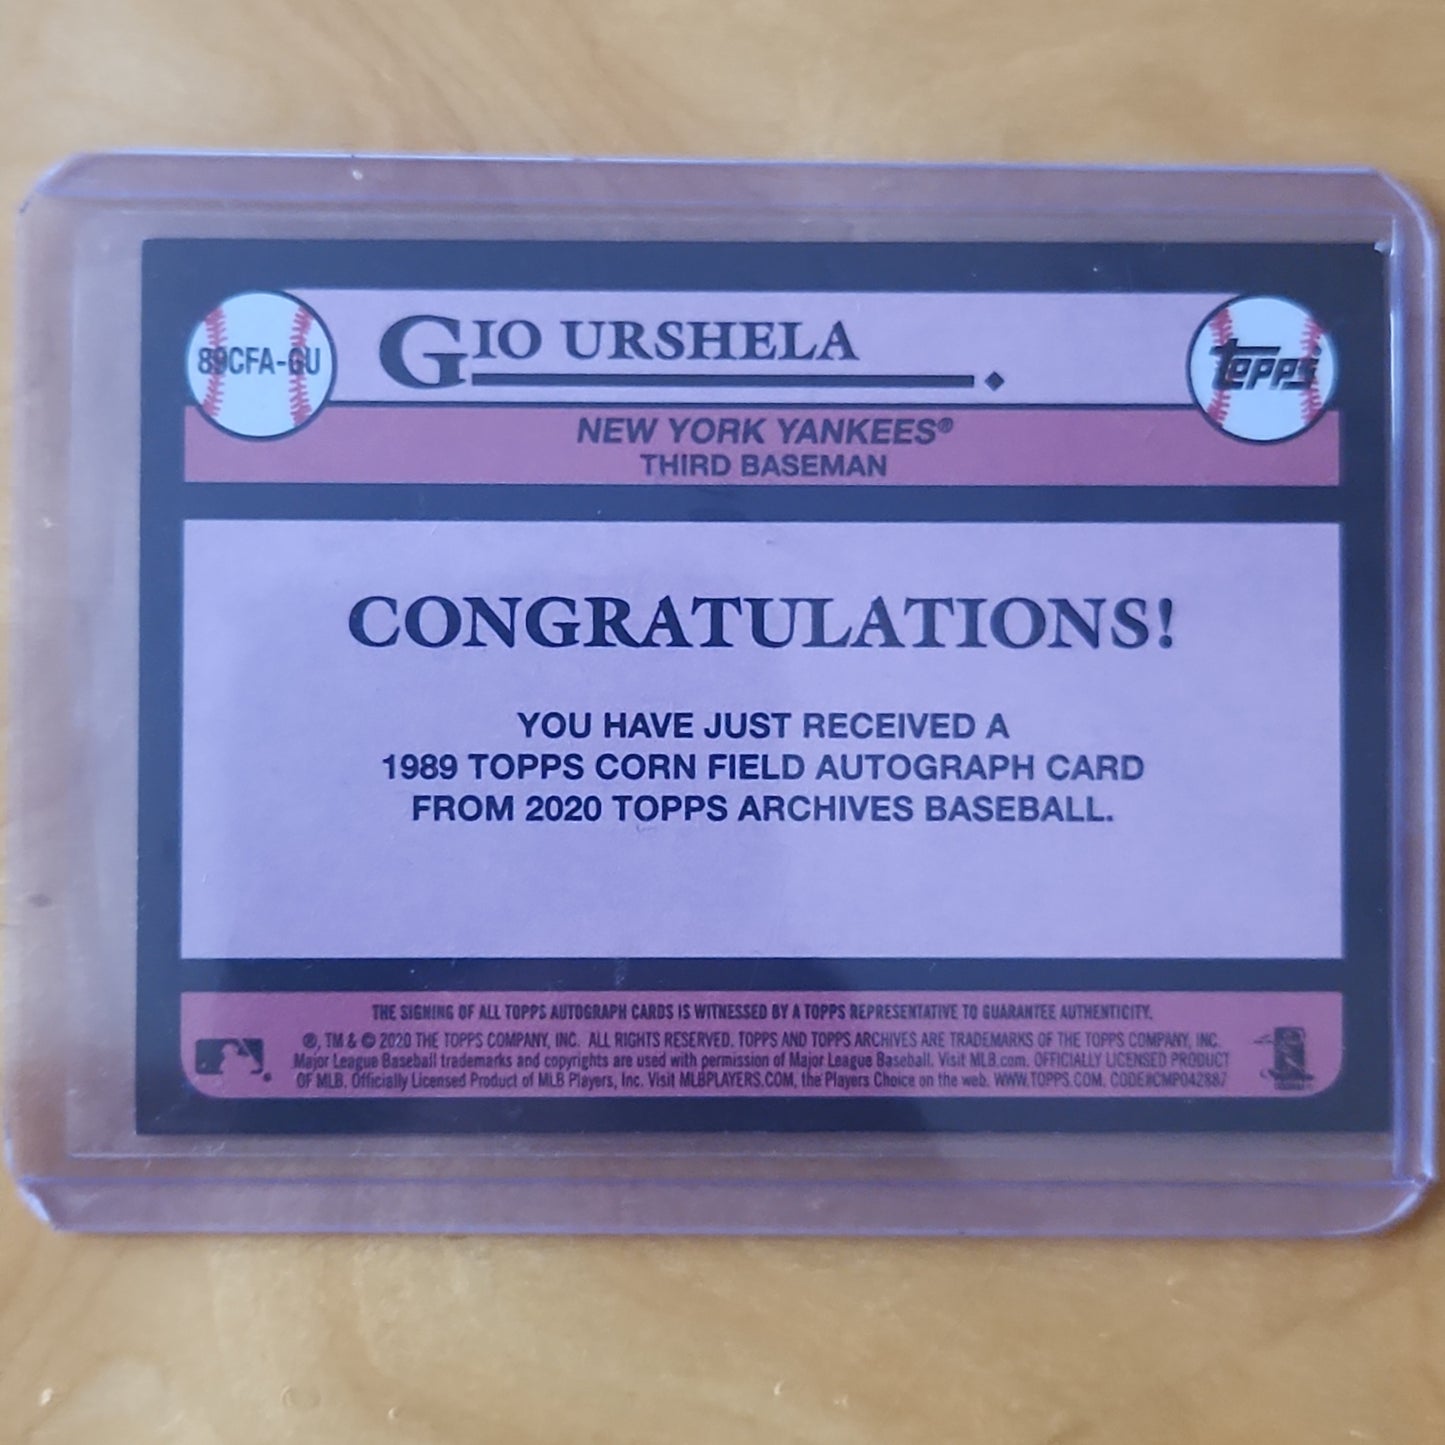 89CFA-GU
GIO URSHELA
topps
NEW YORK YANKEES®
THIRD BASEMAN
CONGRATULATIONS!
YOU HAVE JUST RECEIVED A
1989 TOPPS CORN FIELD AUTOGRAPH CARD
FROM 2020 TOPPS ARCHIVES BASEBALL.
THE SIGNING OF ALL TOPPS AUTOGRAPH CARDS IS WITNESSED BY A TOPPS REPRESENTATIVE TO GUARANTEE AUTHENTICITY.
®, TM & © 2020 THE TOPPS COMPANY, INC. ALL RIGHTS RESERVED. TOPPS AND TOPPS ARCHIVES ARE TRADEMARKS OF THE TOPPS COMPANY, INC.
Major League Baseball trademarks and copyrights are used with permission of Major League Baseball. Visit MLB.com. OFFICIALLY LICENSED PRODUCT
OF MLB, Officially Licensed Product of MLB Players, Inc. Visit MLBPLAYERS.COM, the Players Choice on the web. WWW.TOPPS.COM. CODE#CMP042887